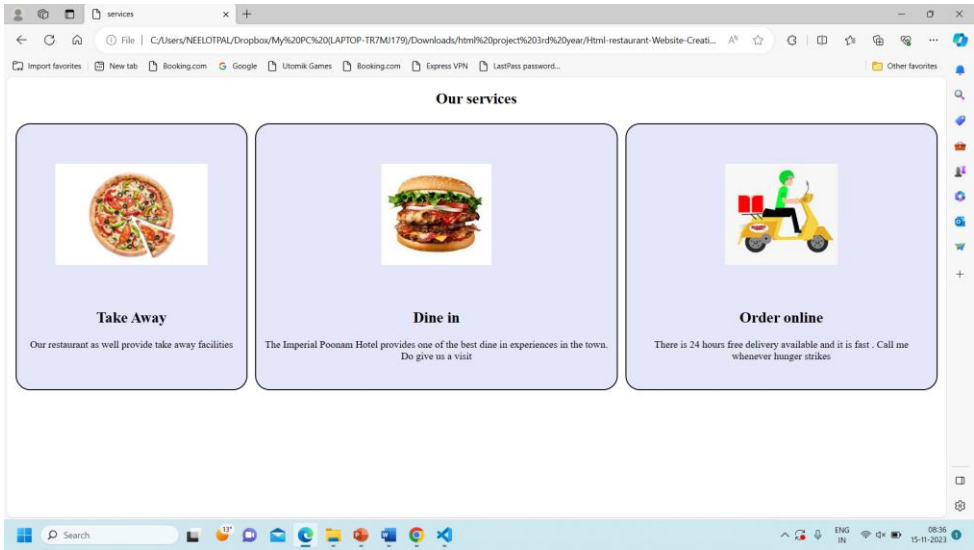 services
File
C:/Users/NEELOTPAL/Dropbox/My%20PC%20(LAPTOP-TR7MJ179)/Downloads/html%20project%203rd%20year/Html-restaurant-Website-Creati...
Import favorites New tab Booking.com Google Utomik Games Booking.com Express VPN LastPass password... Other favorites
Our services
Take Away
Our restaurant as well provide take away facilities
Dine in
The Imperial Poonam Hotel provides one of the best dine in experiences in the town.
Do give us a visit
Order online
There is 24 hours free delivery available and it is fast . Call me
whenever hunger strikes
Search
13°
ENG
IN
08:36
15-11-2023